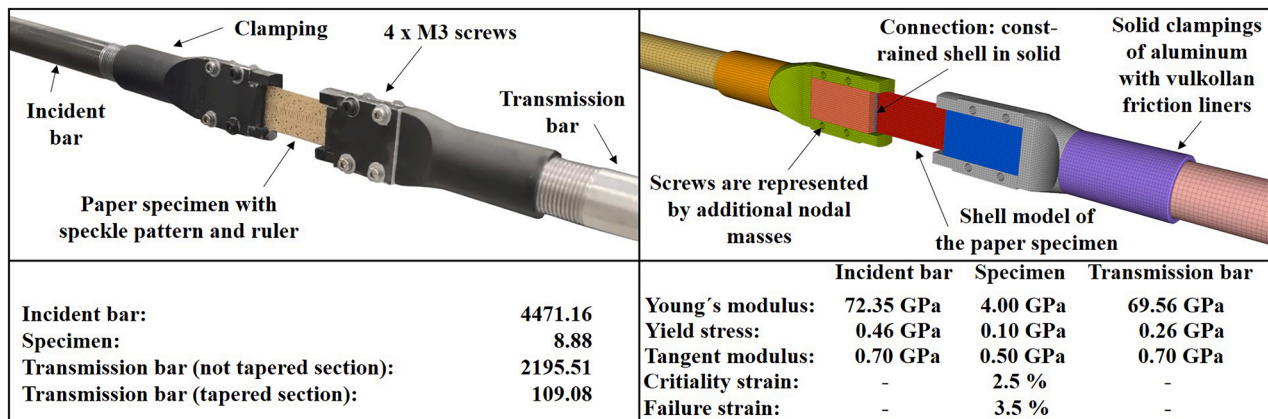 Clamping
4 x M3 screws
Incident
bar
Transmission
bar
Paper specimen with
speckle pattern and ruler
Connection: const-
rained shell in solid
Solid clampings
of aluminum
with vulkollan
friction liners
Screws are represented
by additional nodal
masses
Shell model of
the paper specimen
Incident bar: 4471.16
Specimen: 8.88
Transmission bar (not tapered section): 2195.51
Transmission bar (tapered section): 109.08
Incident bar Specimen Transmission bar
Young´s modulus: 72.35 GPa 4.00 GPa 69.56 GPa
Yield stress: 0.46 GPa 0.10 GPa 0.26 GPa
Tangent modulus: 0.70 GPa 0.50 GPa 0.70 GPa
Critiality strain: - 2.5 % -
Failure strain: - 3.5 % -